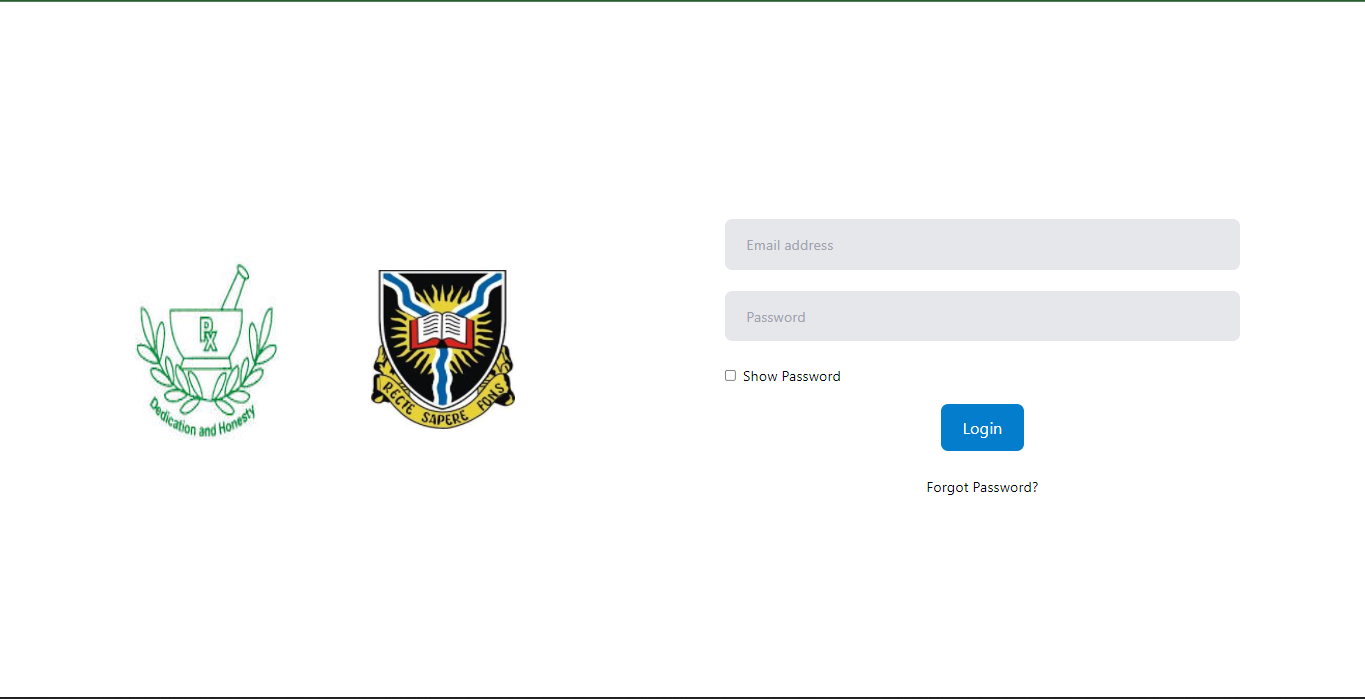 Rx
Dedication and Honesty
RECTE SAPERE FONS
Email address
Password
Show Password
Login
Forgot Password?